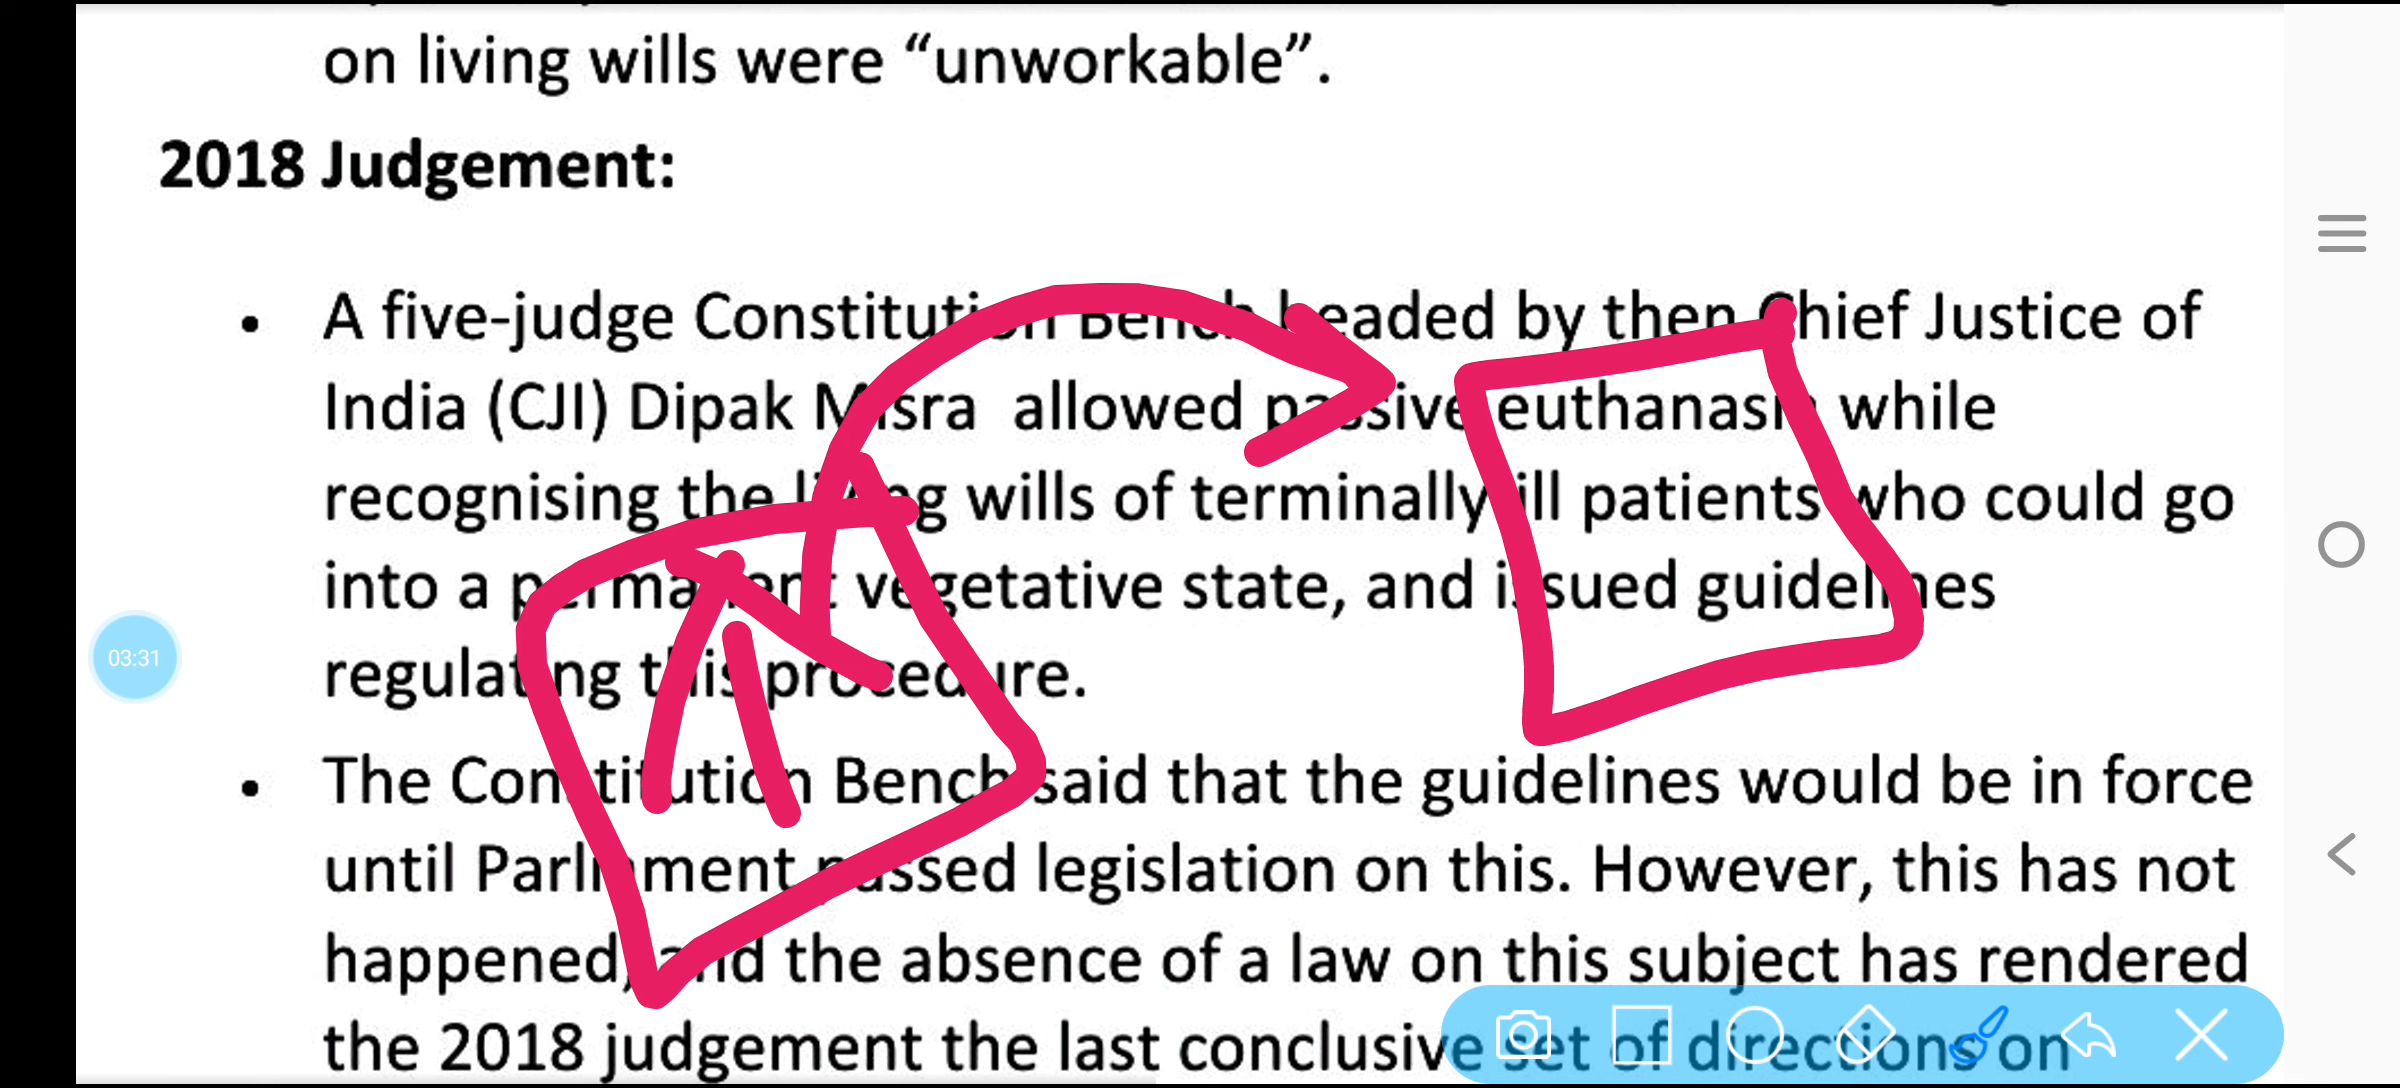 on living wills were “unworkable”.
2018 Judgement:
• A five-judge Constitution Bench headed by then Chief Justice of
India (CJI) Dipak Misra allowed passive euthanasia while
recognising the living wills of terminally ill patients who could go
into a permanent vegetative state, and issued guidelines
regulating this procedure.
03:31
• The Constitution Bench said that the guidelines would be in force
until Parliament passed legislation on this. However, this has not
happened, and the absence of a law on this subject has rendered
the 2018 judgement the last conclusive set of directions on